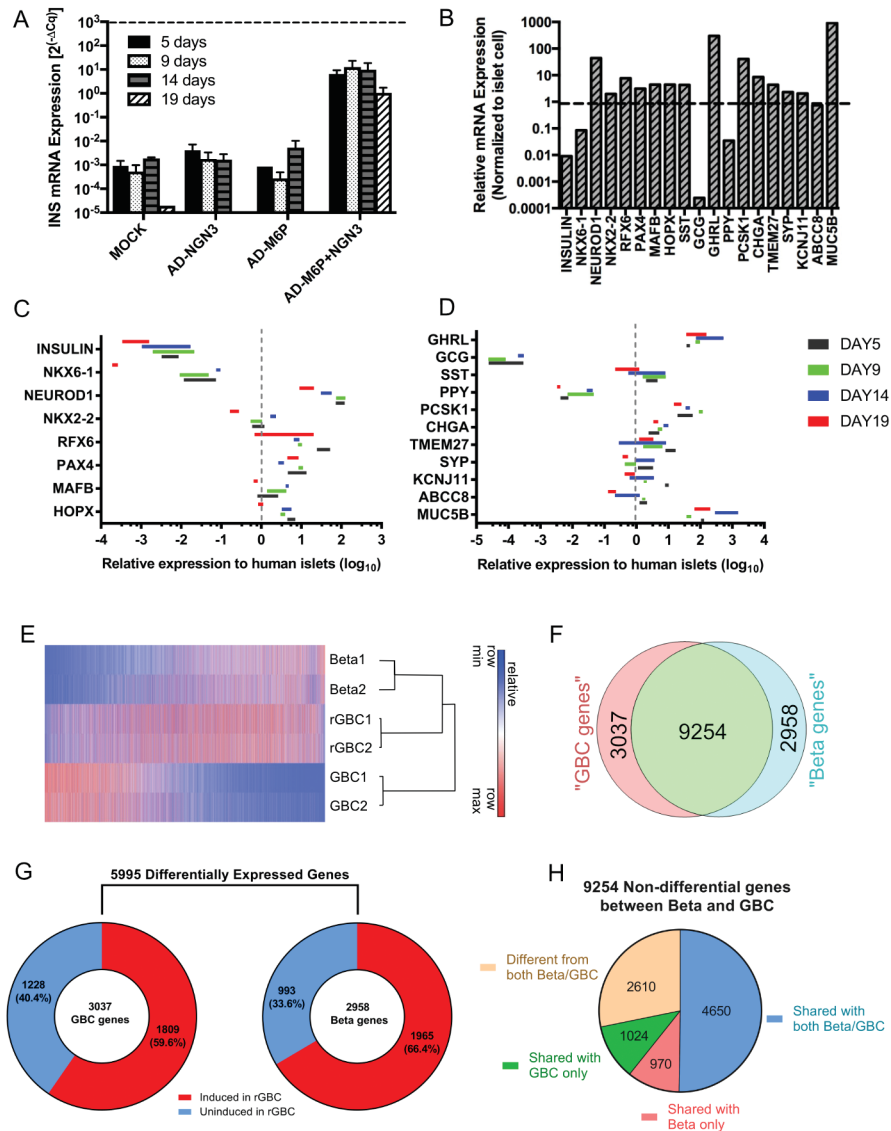 A
INS mRNA Expression [2^(-ΔCq)]
10^3
10^2
10^1
10^0
10^-1
10^-2
10^-3
10^-4
10^-5
5 days
9 days
14 days
19 days
MOCK
AD-NGN3
AD-M6P
AD-M6P+NGN3
B
Relative mRNA Expression
(Normalized to islet cell)
1000
100
10
1
0.1
0.01
0.001
0.0001
INSULIN
NKX6-1
NEUROD1
NKX2-2
RFX6
PAX4
MAFB
HOPX
SST
GCG
GHRL
PPY
PCSK1
CHGA
TMEM27
SYP
KCNJ11
ABCC8
MUC5B
C
INSULIN
NKX6-1
NEUROD1
NKX2-2
RFX6
PAX4
MAFB
HOPX
-4 -3 -2 -1 0 1 2 3 4
Relative expression to human islets (log10)
D
GHRL
GCG
SST
PPY
PCSK1
CHGA
TMEM27
SYP
KCNJ11
ABCC8
MUC5B
-5 -4 -3 -2 -1 0 1 2 3 4
Relative expression to human islets (log10)
DAY5
DAY9
DAY14
DAY19
E
Beta1
Beta2
rGBC1
rGBC2
GBC1
GBC2
row min
relative
row max
F
"GBC genes"
3037
9254
2958
"Beta genes"
G
5995 Differentially Expressed Genes
1228
(40.4%)
3037
GBC genes
1809
(59.6%)
993
(33.6%)
2958
Beta genes
1965
(66.4%)
Induced in rGBC
Uninduced in rGBC
H
9254 Non-differential genes
between Beta and GBC
Different from
both Beta/GBC
2610
4650
Shared with
both Beta/GBC
1024
Shared with
GBC only
970
Shared with
Beta only